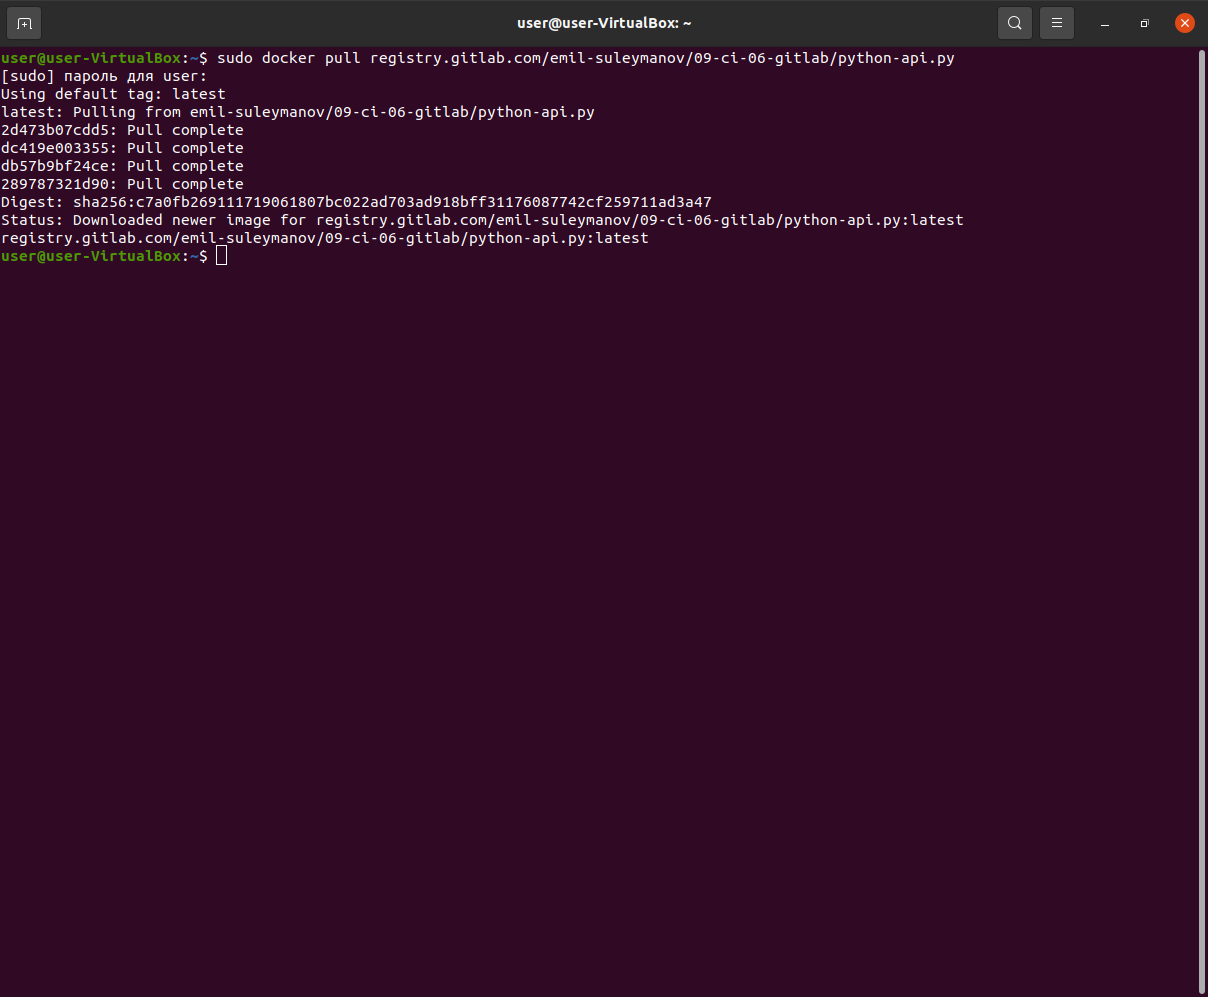 user@user-VirtualBox: ~
user@user-VirtualBox:~$ sudo docker pull registry.gitlab.com/emil-suleymanov/09-ci-06-gitlab/python-api.py
[sudo] пароль для user:
Using default tag: latest
latest: Pulling from emil-suleymanov/09-ci-06-gitlab/python-api.py
2d473b07cdd5: Pull complete
dc419e003355: Pull complete
db57b9bf24ce: Pull complete
289787321d90: Pull complete
Digest: sha256:c7a0fb269111719061807bc022ad703ad918bff31176087742cf259711ad3a47
Status: Downloaded newer image for registry.gitlab.com/emil-suleymanov/09-ci-06-gitlab/python-api.py:latest
registry.gitlab.com/emil-suleymanov/09-ci-06-gitlab/python-api.py:latest
user@user-VirtualBox:~$